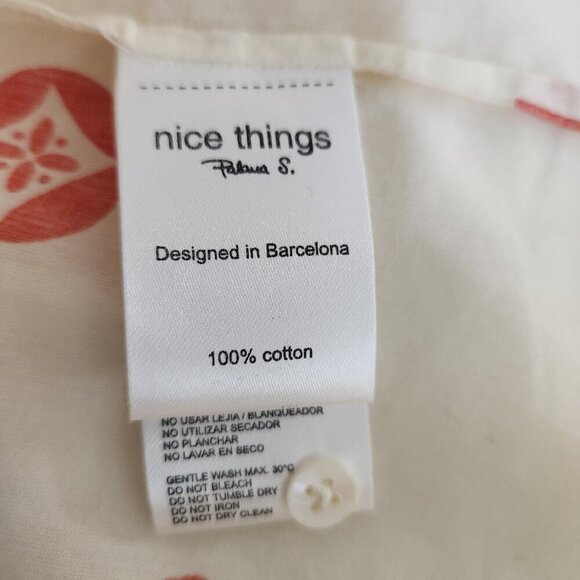 nice things
Paloma S.
Designed in Barcelona
100% cotton
NO USAR LEJIA / BLANQUEADOR
NO UTILIZAR SECADOR
NO PLANCHAR
NO LAVAR EN SECO
GENTLE WASH MAX. 30°C
DO NOT BLEACH
DO NOT TUMBLE DRY
DO NOT IRON
DO NOT DRY CLEAN